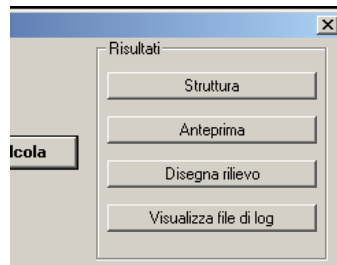 Risultati
Struttura
Anteprima
lcola
Disegna rilievo
Visualizza file di log